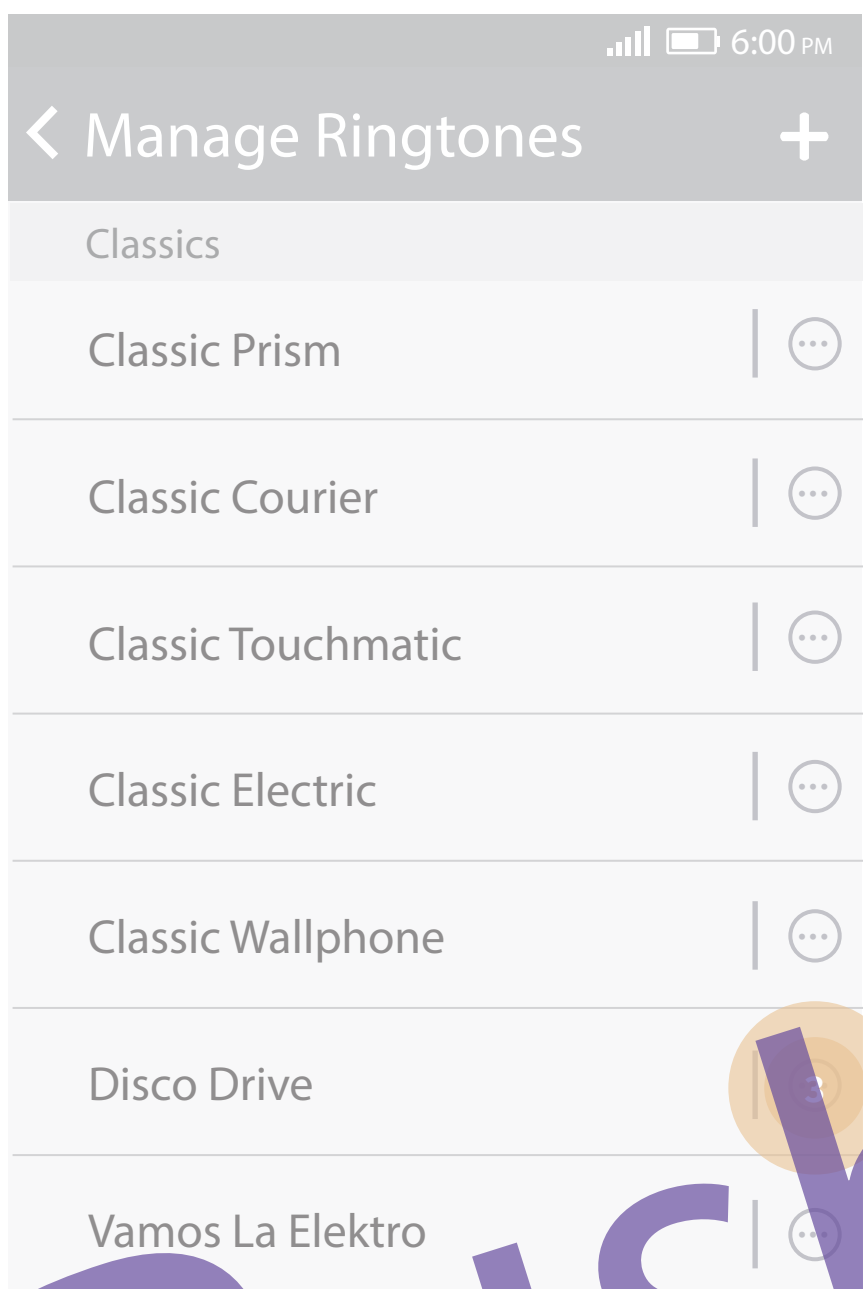 6:00 PM
Manage Ringtones
Classics
Classic Prism
Classic Courier
Classic Touchmatic
Classic Electric
Classic Wallphone
Disco Drive
3
Vamos La Elektro